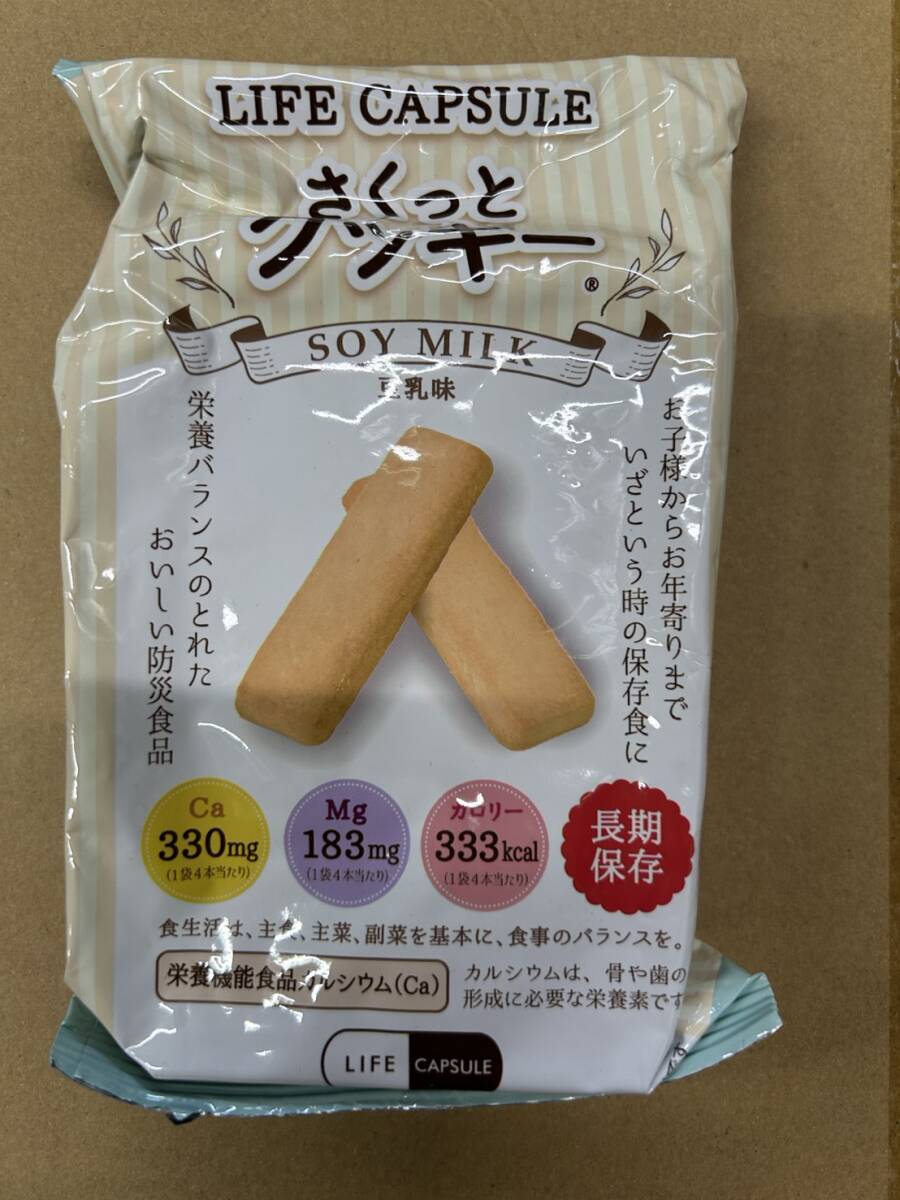 LIFE CAPSULE
さくっと
クッキー®
SOY MILK
豆乳味
お子様からお年寄りまで
いざという時の保存食に
栄養バランスのとれた
おいしい防災食品
Ca
330mg
(1袋4本当たり)
Mg
183mg
(1袋4本当たり)
カロリー
333kcal
(1袋4本当たり)
長期
保存
食生活は、主食、主菜、副菜を基本に、食事のバランスを。
栄養機能食品カルシウム(Ca)
カルシウムは、骨や歯の
形成に必要な栄養素です
LIFE CAPSULE